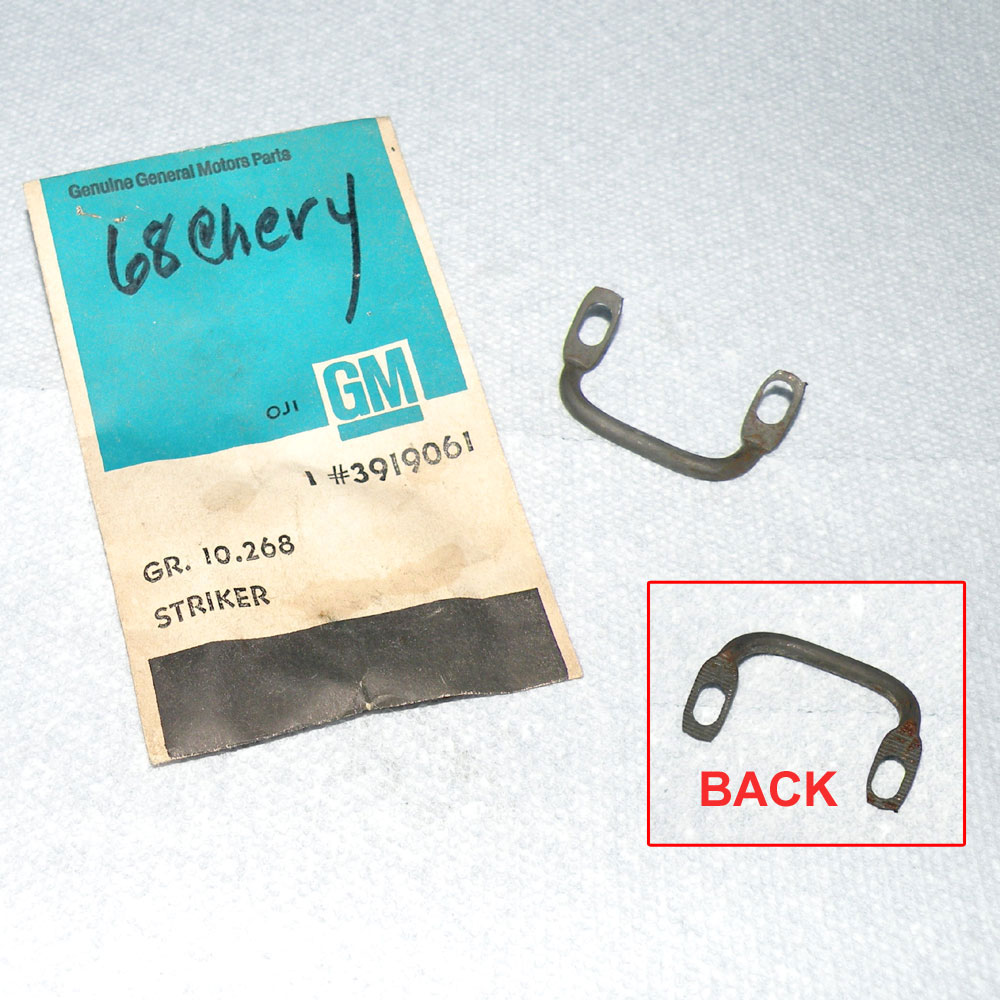 Genuine General Motors Parts
68 Chevy
GM
OJI
1 #3919061
GR. 10.268
STRIKER
BACK